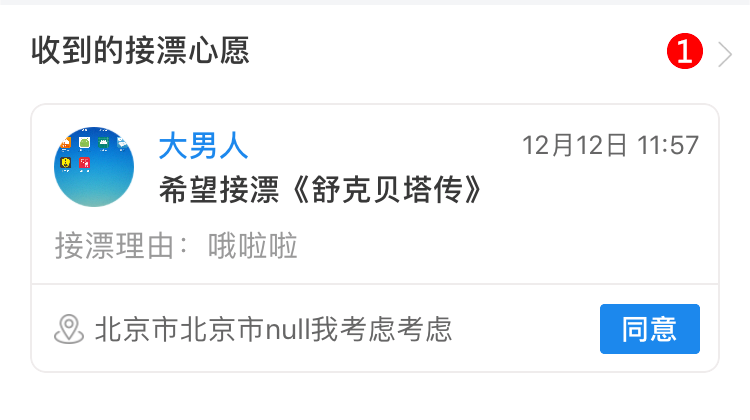 收到的接漂心愿
1
大男人
12月12日 11:57
希望接漂《舒克贝塔传》
接漂理由：哦啦啦
北京市北京市null我考虑考虑
同意